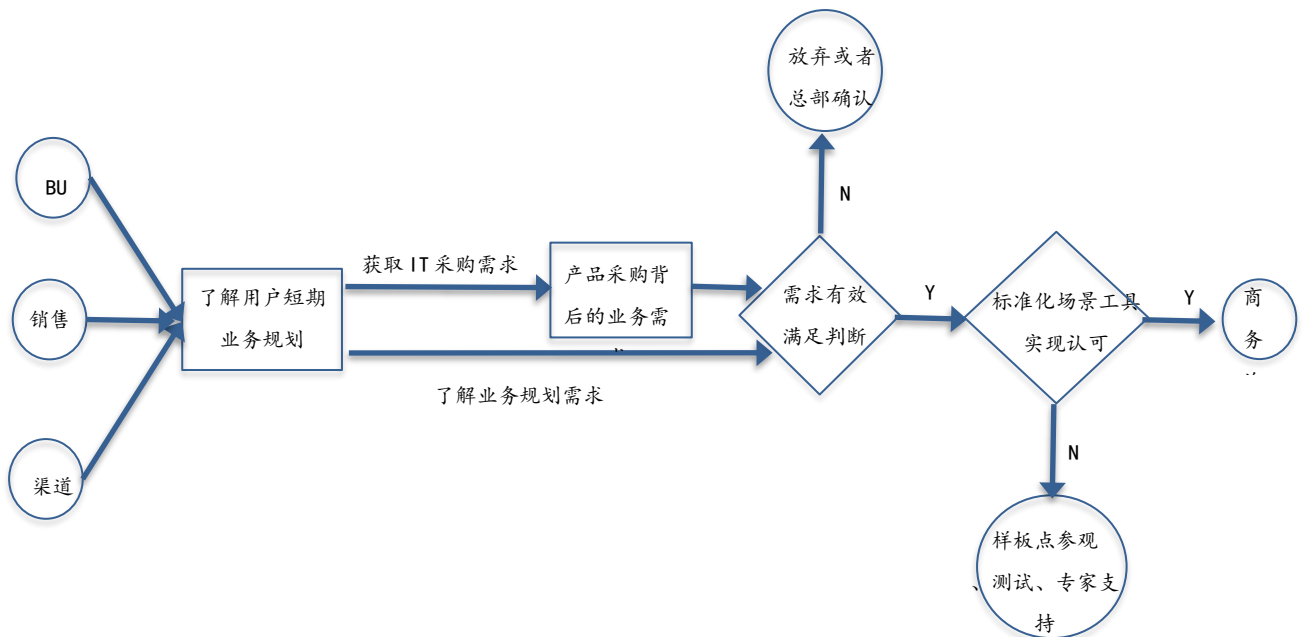 放弃或者
总部确认
BU
N
获取 IT 采购需求
产品采购背
后的业务需
了解用户短期
业务规划
销售
需求有效
满足判断
Y
标准化场景工具
实现认可
Y
商
务
了解业务规划需求
N
渠道
样板点参观
、测试、专家支
持